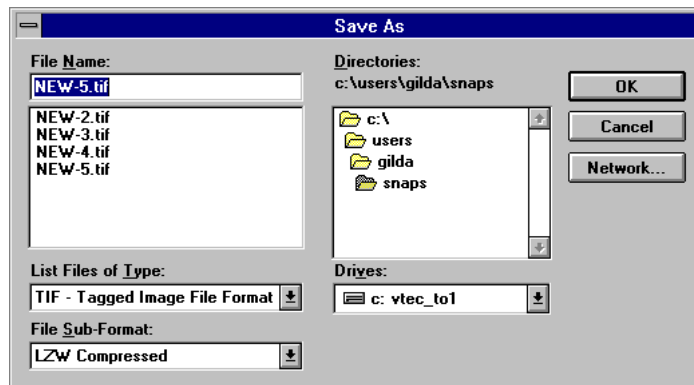 Save As
File Name:
NEW-5.tif
NEW-2.tif
NEW-3.tif
NEW-4.tif
NEW-5.tif
List Files of Type:
TIF - Tagged Image File Format
File Sub-Format:
LZW Compressed
Directories:
c:\users\gilda\snaps
c:\
users
gilda
snaps
Drives:
c: vtec_to1
OK
Cancel
Network...